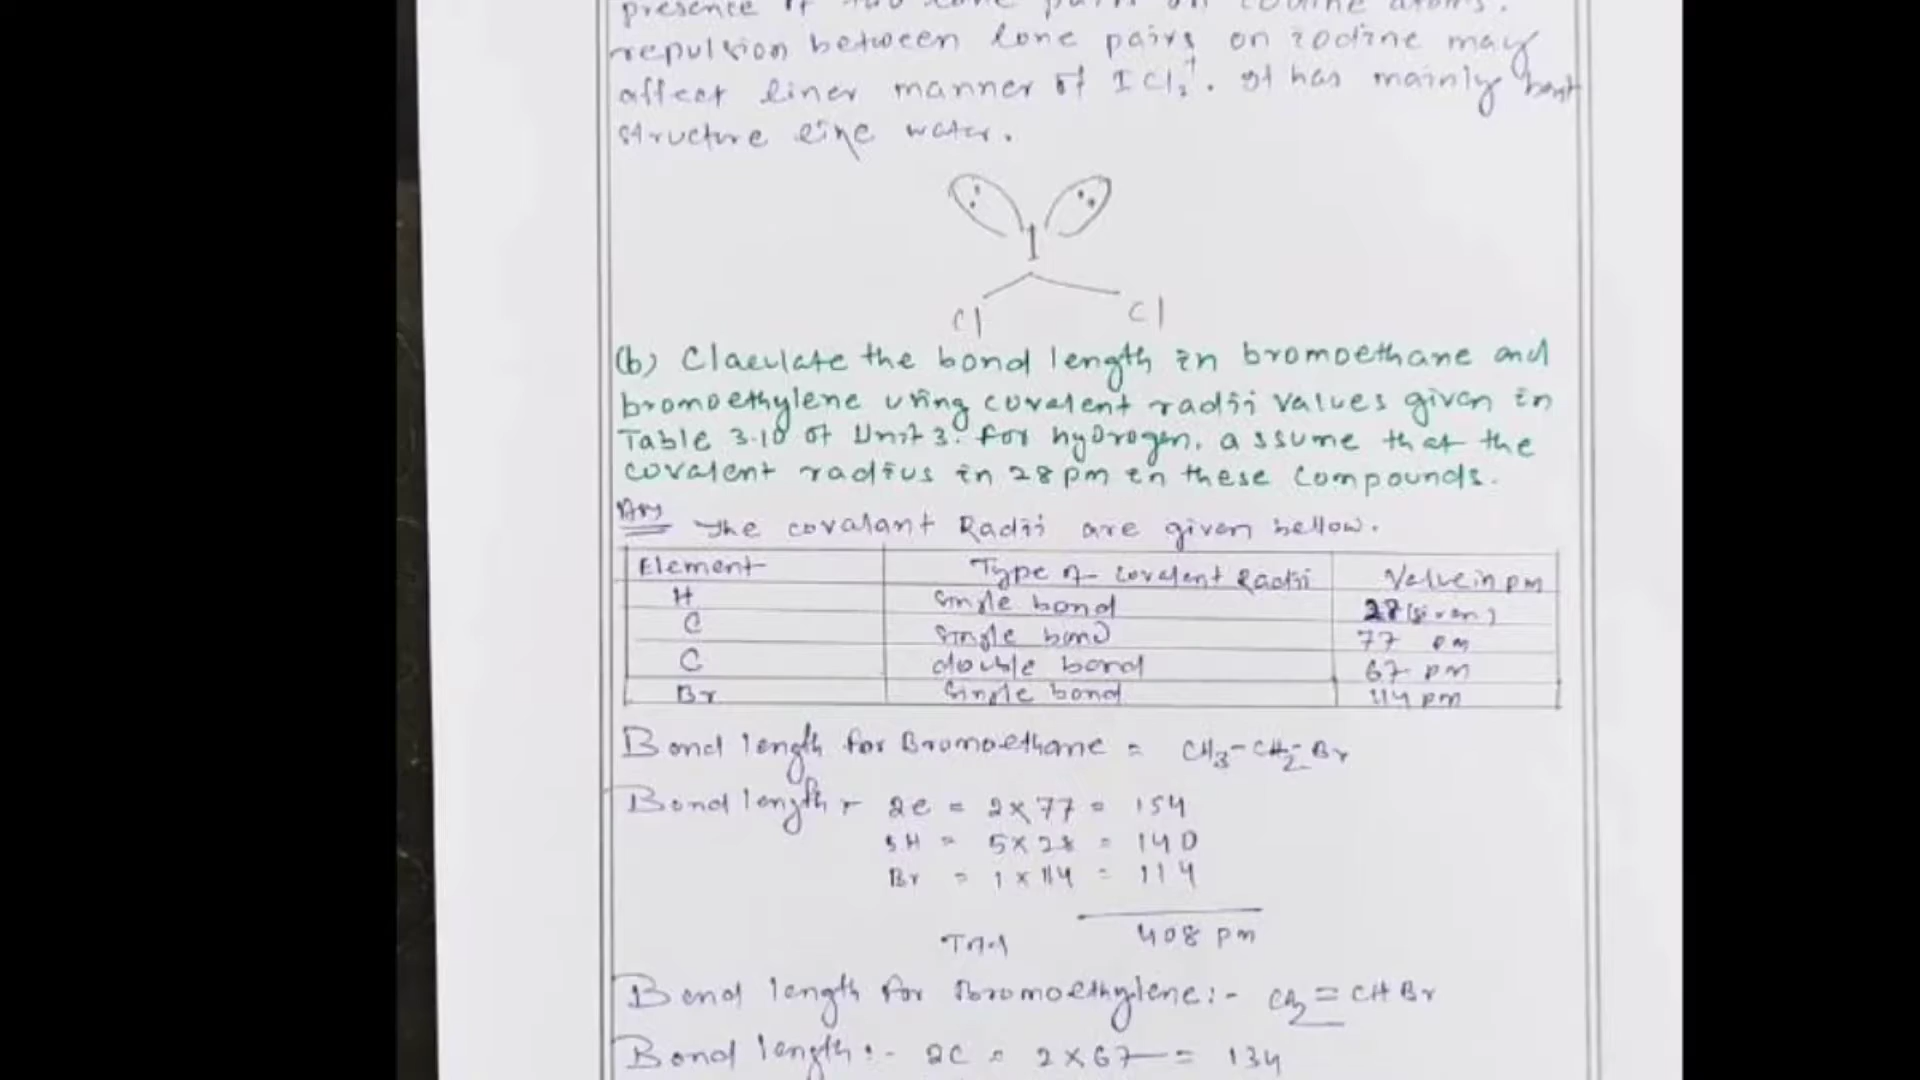 repulsion between lone pairs on iodine may
affect liner manner of ICl2+. It has mainly bent
structure like water.
I
Cl Cl
(b) Claculate the bond length in bromoethane and
bromoethylene using covalent radii values given in
Table 3.10 of Unit 3. For hydrogen, assume that the
covalent radius in 28 pm in these compounds.
Ans The covalant Radii are given bellow.
Element Type of covalent Radii Value in pm
H Single bond 28 (given)
C Single bond 77 pm
C double bond 67 pm
Br Single bond 114 pm
Bond length for Bromoethane = CH3-CH2-Br
Bond length 2C = 2×77 = 154
5H = 5×28 = 140
Br = 1×114 = 114
408 pm
Bond length for Bromoethylene:- CH2=CHBr
Bond length:- 2C = 2×67 = 134